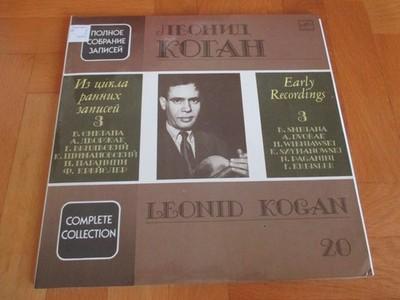 ПОЛНОЕ
СОБРАНИЕ
ЗАПИСЕЙ
ЛЕОНИД
КОГАН
Из цикла
ранних
записей
3
Б. СМЕТАНА
А. ДВОРЖАК
Г. ВЕНЯВСКИЙ
К. ШИМАНОВСКИЙ
Н. ПАГАНИНИ
Ф. КРЕЙСЛЕР
Early
Recordings
3
B. SMETANA
A. DVORAK
H. WIENIAWSKI
K. SZYMANOWSKI
N. PAGANINI
F. KREISLER
COMPLETE
COLLECTION
LEONID KOGAN
20